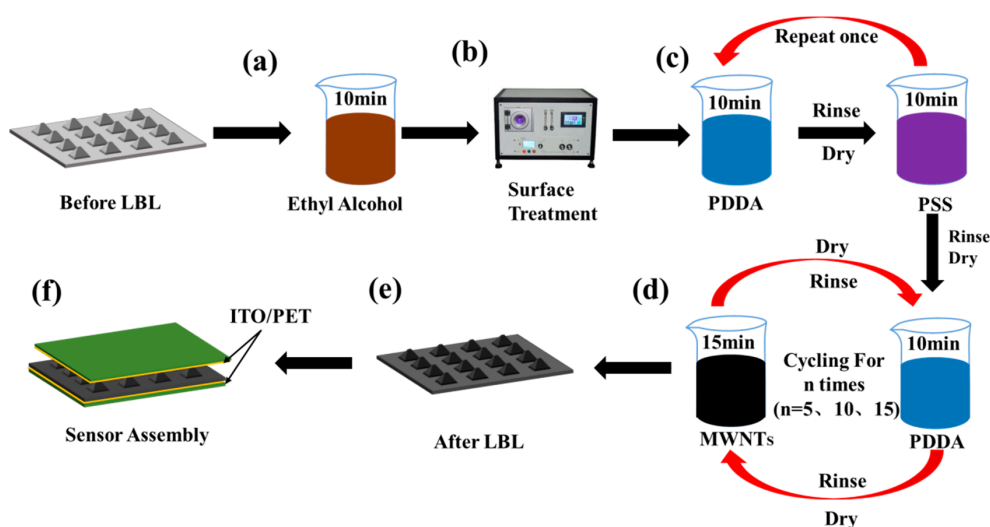 (a)
(b)
(c)
Repeat once
10min
10min
10min
Rinse
Dry
Before LBL
Ethyl Alcohol
Surface
Treatment
PDDA
PSS
Rinse
Dry
(f)
(e)
(d)
Dry
Rinse
ITO/PET
15min
10min
Cycling For
n times
(n=5、10、15)
Sensor Assembly
After LBL
MWNTs
PDDA
Rinse
Dry